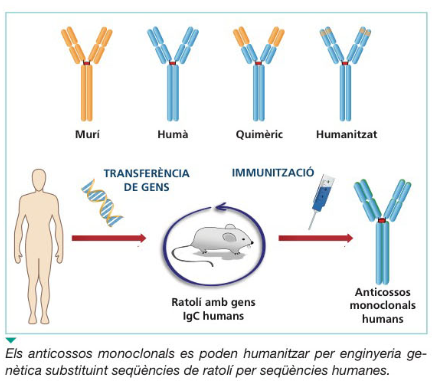 Murí
Humà
Quimèric
Humanitzat
TRANSFERÈNCIA
DE GENS
IMMUNITZACIÓ
Ratolí amb gens
IgC humans
Anticossos
monoclonals
humans
Els anticossos monoclonals es poden humanitzar per enginyeria ge-
nètica substituint seqüències de ratolí per seqüències humanes.